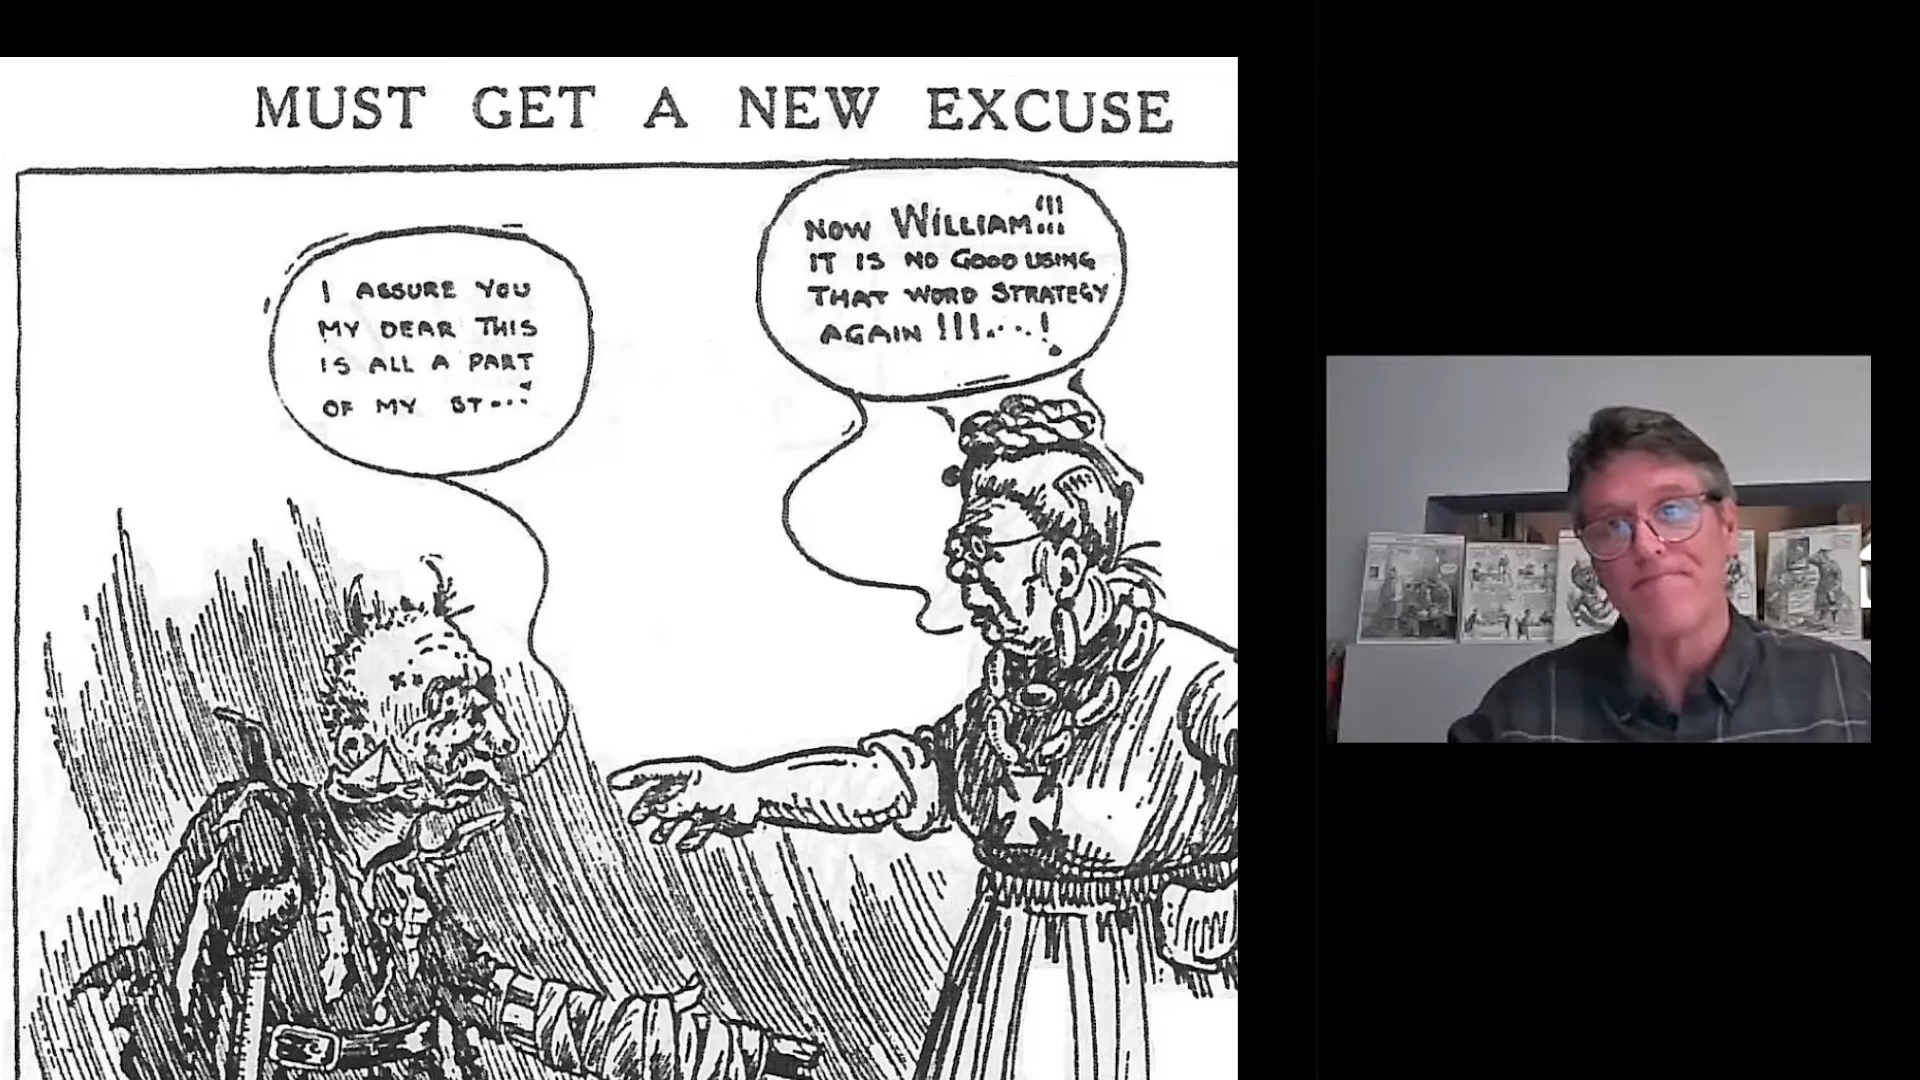 MUST GET A NEW EXCUSE
I ASSURE YOU
MY DEAR THIS
IS ALL A PART
OF MY ST...
NOW WILLIAM!!!
IT IS NO GOOD USING
THAT WORD STRATEGY
AGAIN !!!....!